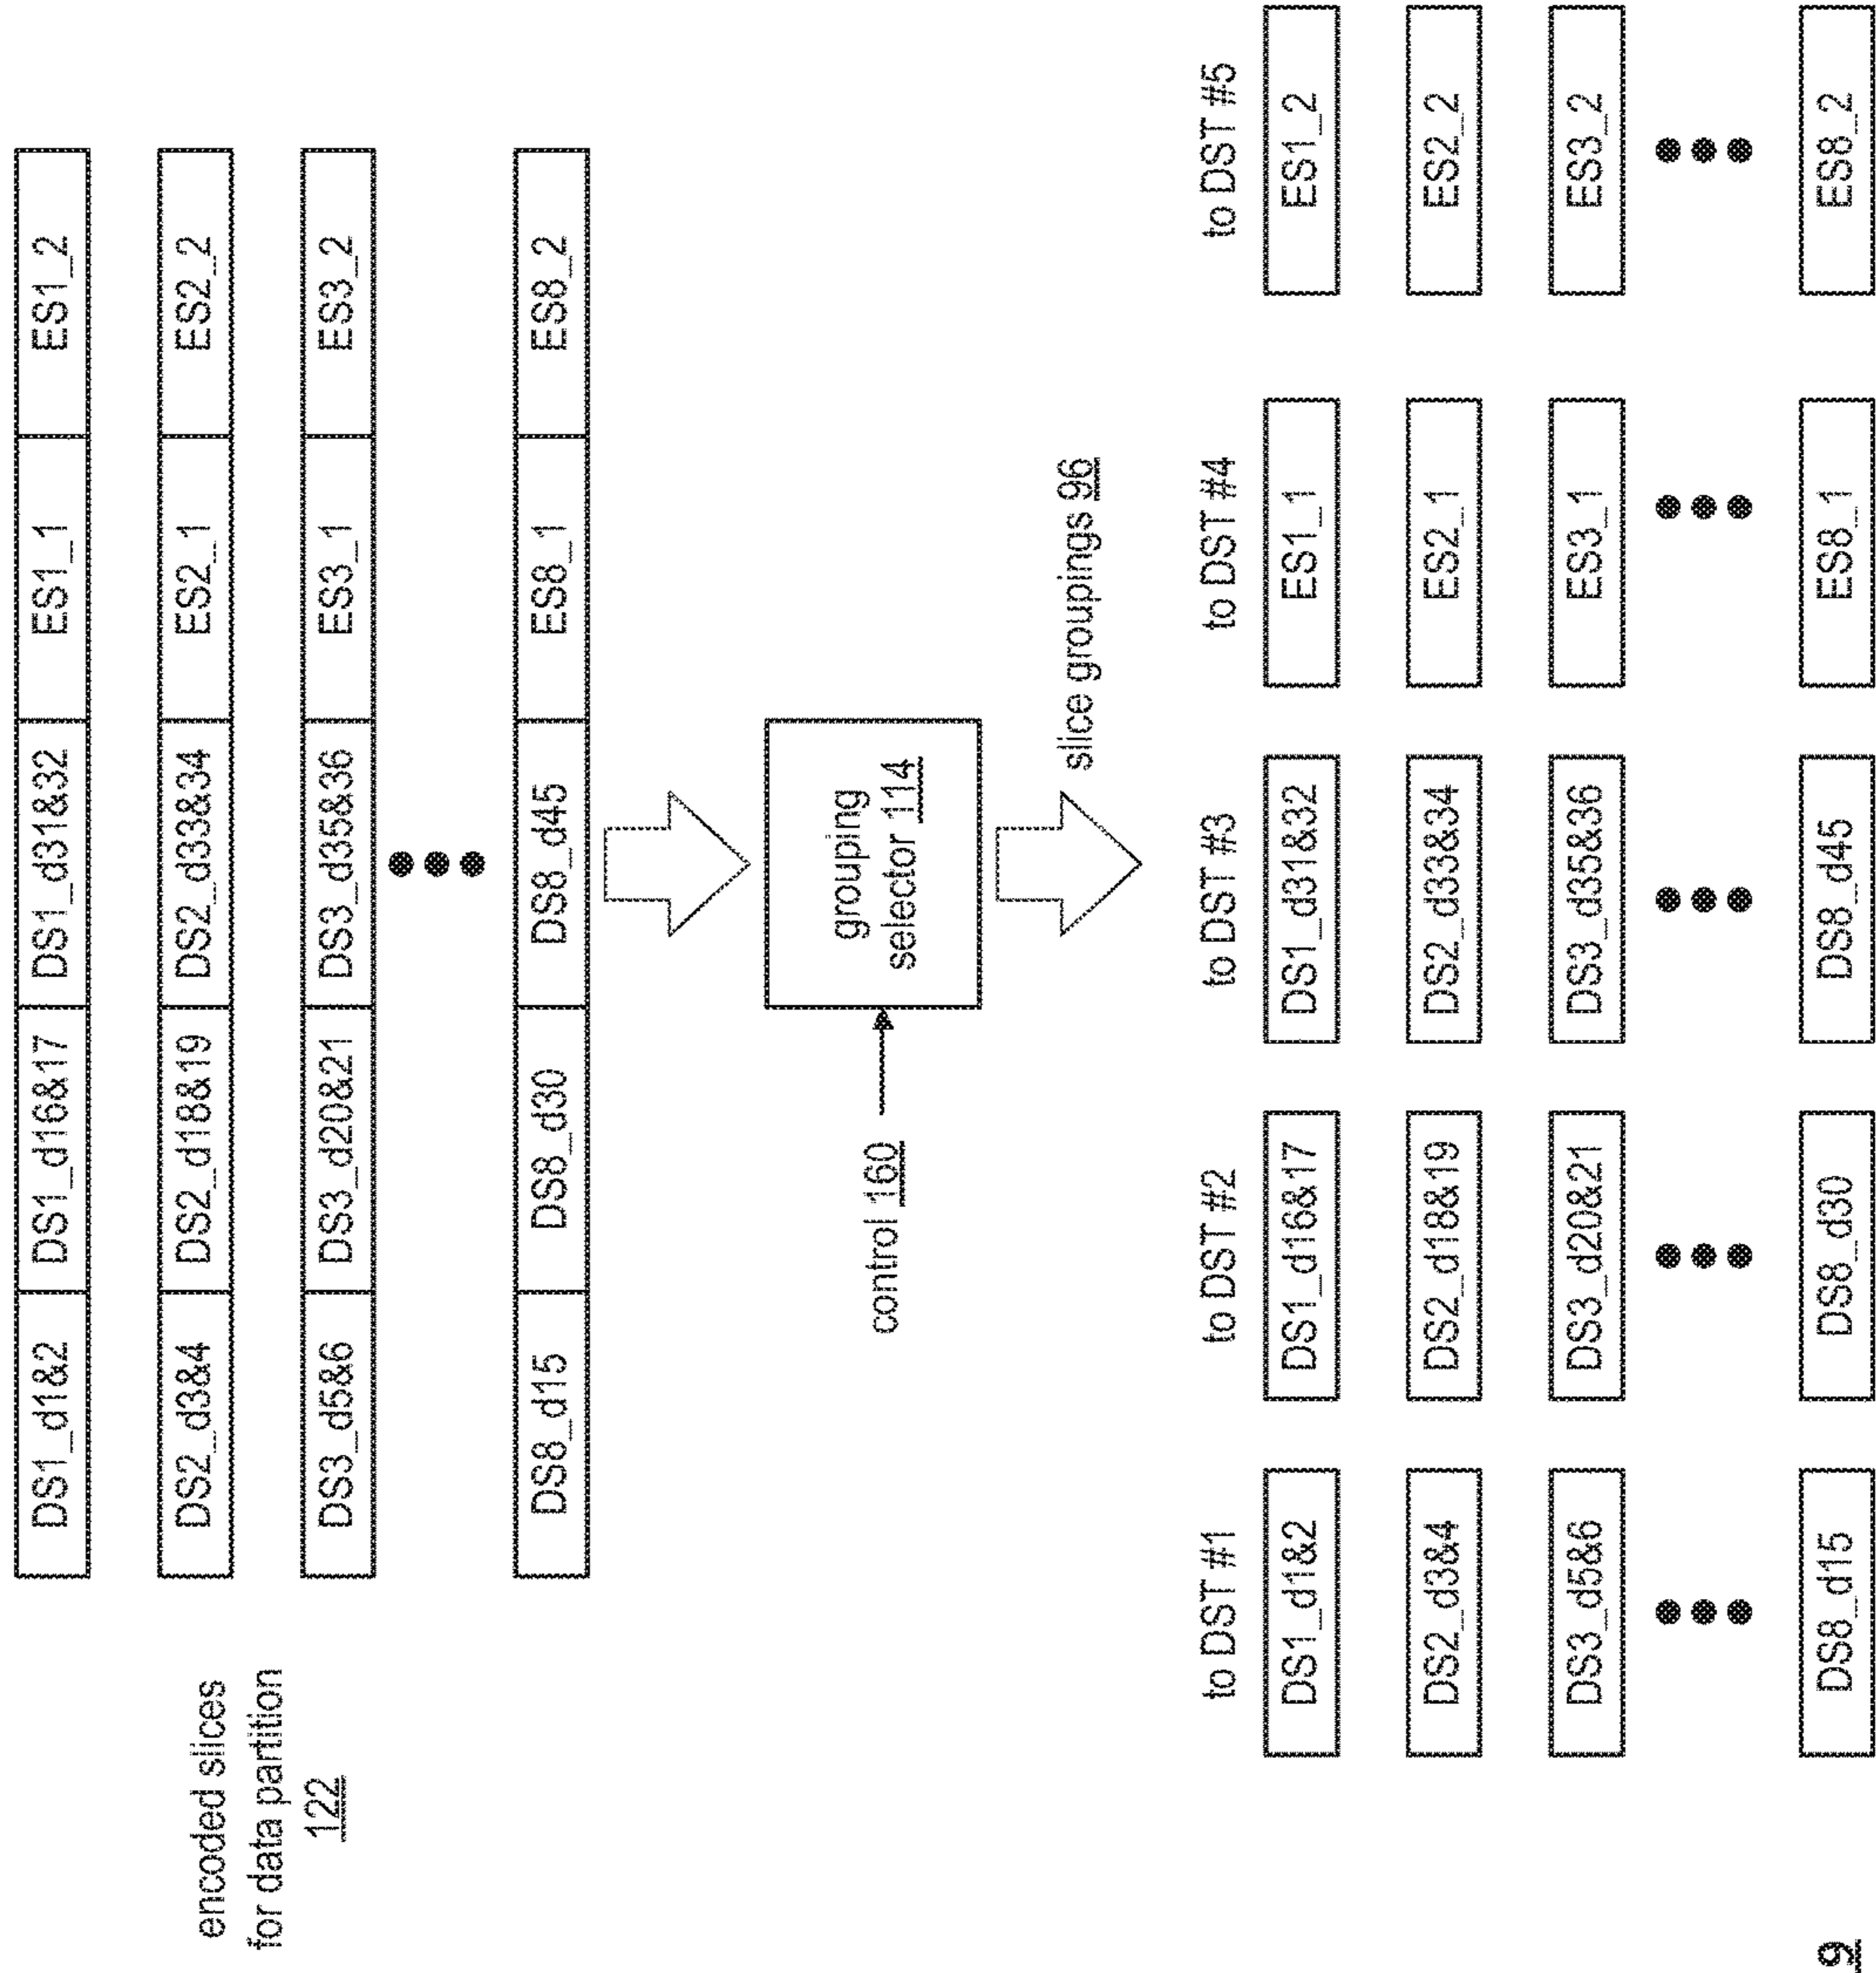 encoded slices
for data partition
122
DS1_d1&2 DS1_d16&17 DS1_d31&32 ES1_1 ES1_2
DS2_d3&4 DS2_d18&19 DS2_d33&34 ES2_1 ES2_2
DS3_d5&6 DS3_d20&21 DS3_d35&36 ES3_1 ES3_2
DS8_d15 DS8_d30 DS8_d45 ES8_1 ES8_2
control 160
grouping
selector 114
slice groupings 96
to DST #1 to DST #2 to DST #3 to DST #4 to DST #5
DS1_d1&2 DS1_d16&17 DS1_d31&32 ES1_1 ES1_2
DS2_d3&4 DS2_d18&19 DS2_d33&34 ES2_1 ES2_2
DS3_d5&6 DS3_d20&21 DS3_d35&36 ES3_1 ES3_2
DS8_d15 DS8_d30 DS8_d45 ES8_1 ES8_2
9